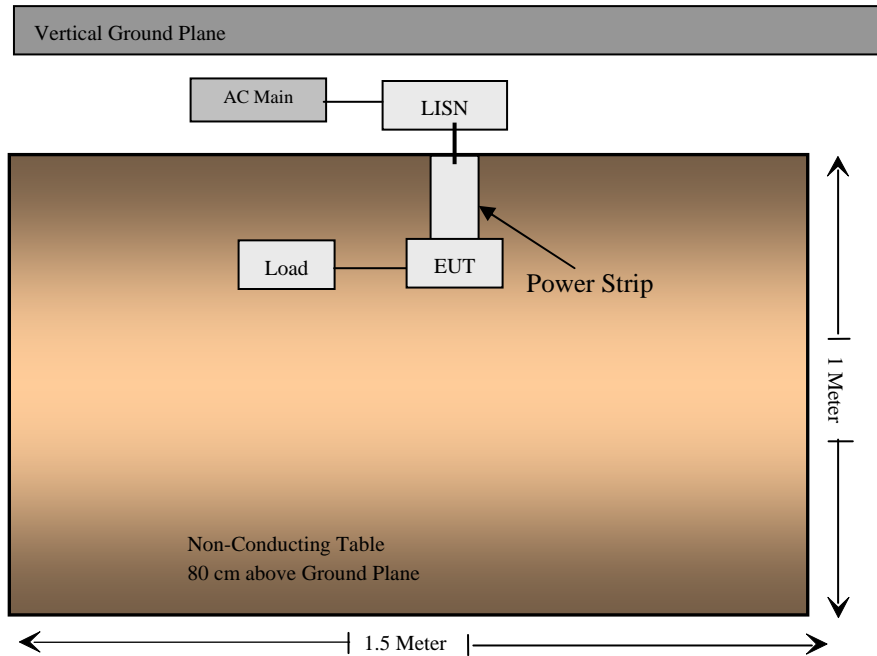 Vertical Ground Plane
AC Main
LISN
Load
EUT
Power Strip
1 Meter
Non-Conducting Table
80 cm above Ground Plane
1.5 Meter